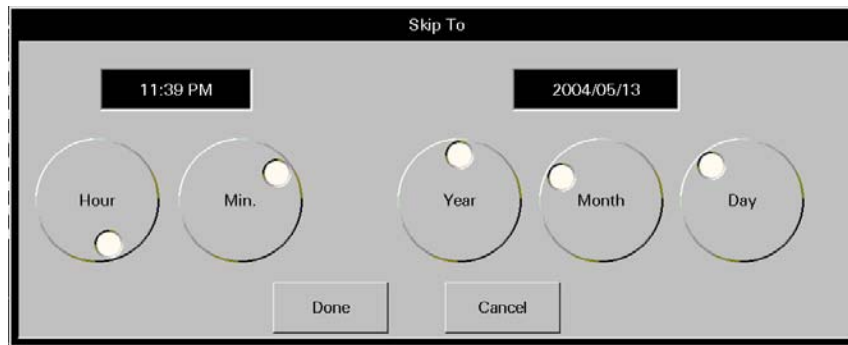 Skip To
11:39 PM
2004/05/13
Hour
Min.
Year
Month
Day
Done
Cancel